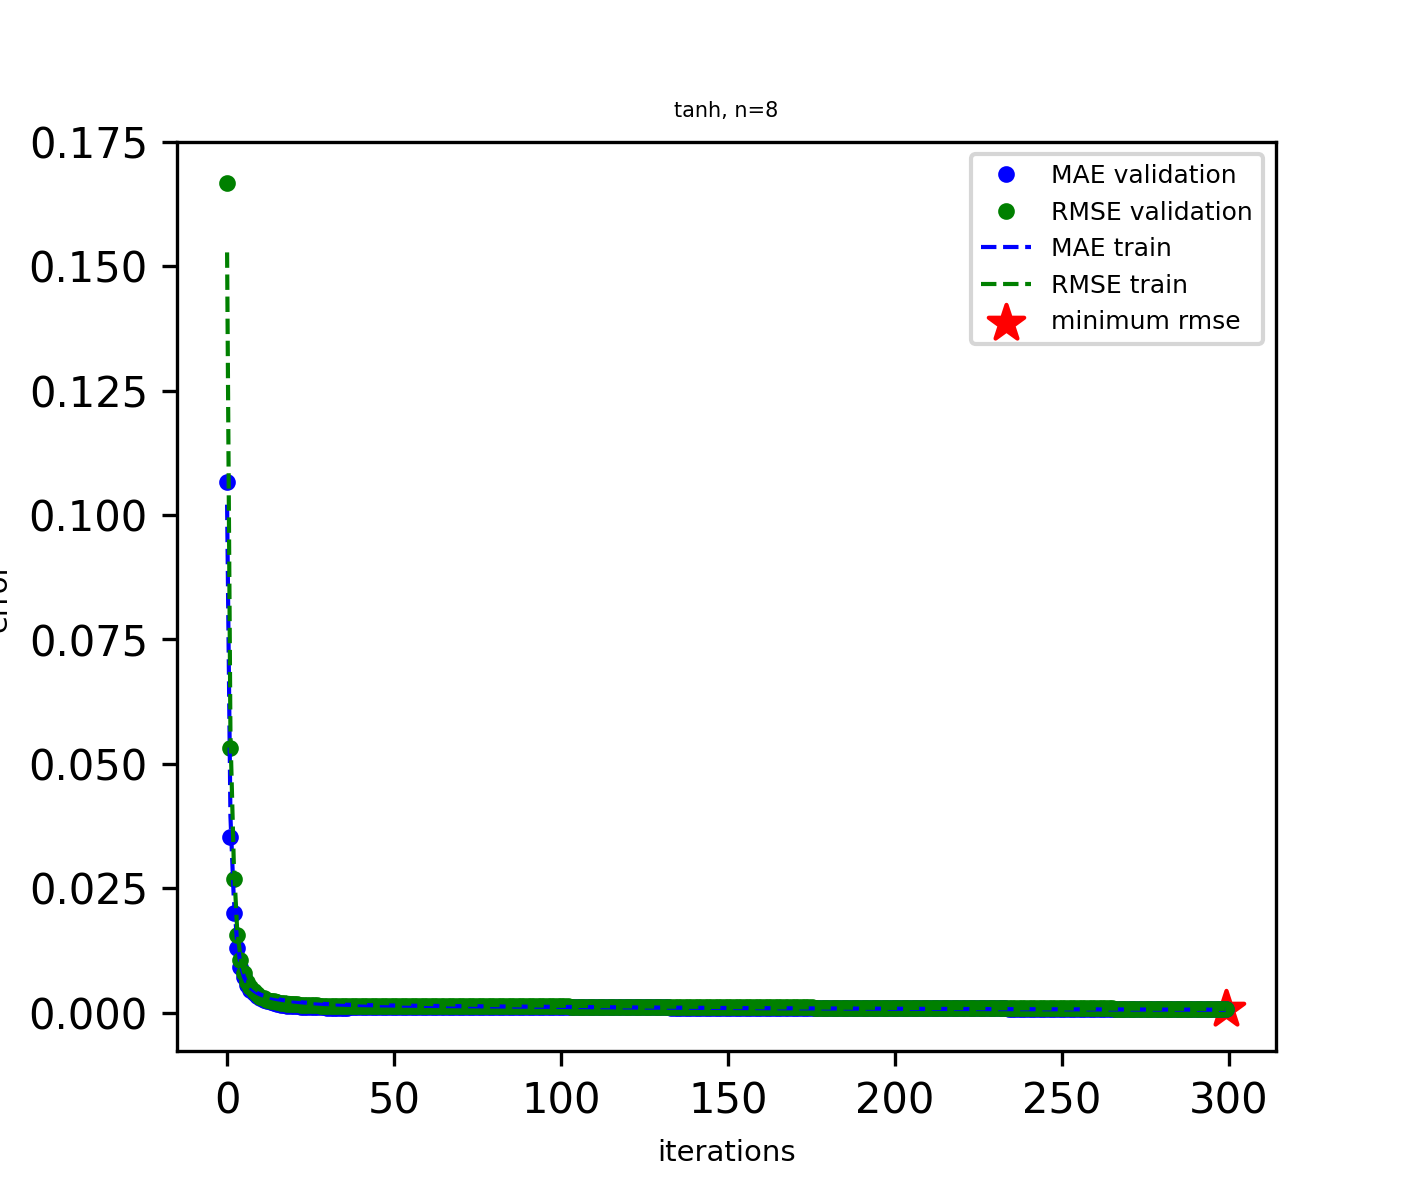 tanh, n=8
0.175
0.150
0.125
0.100
0.075
0.050
0.025
0.000
MAE validation
RMSE validation
MAE train
RMSE train
minimum rmse
0 50 100 150 200 250 300
iterations